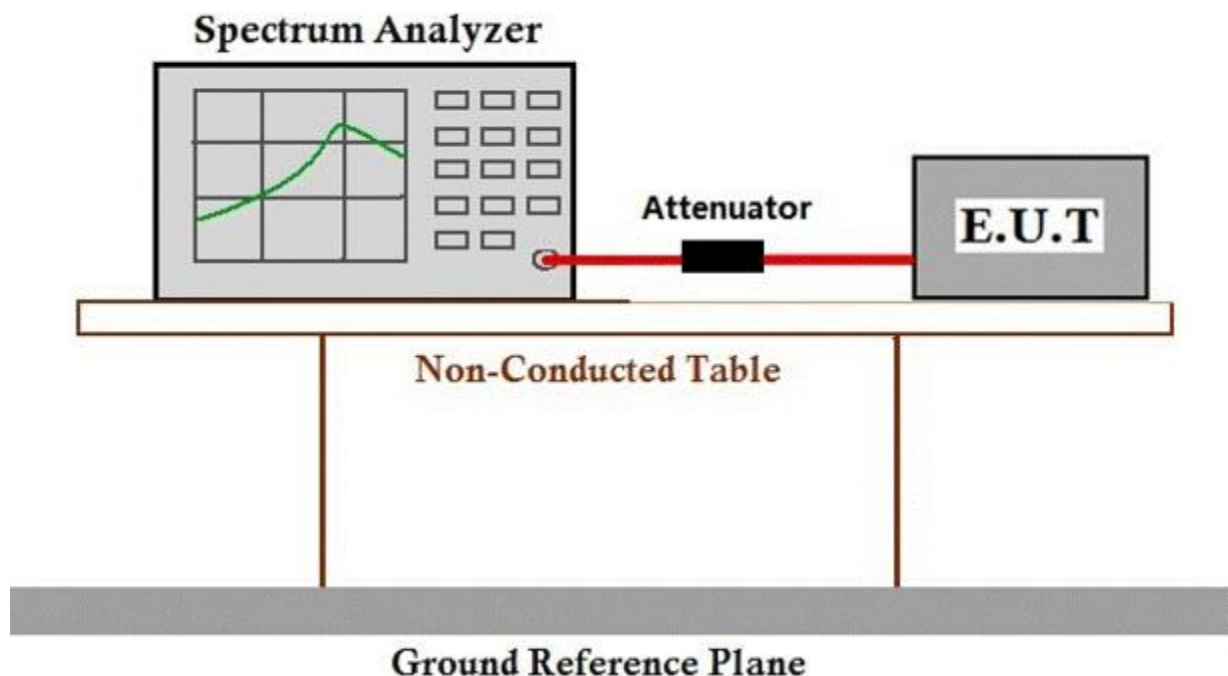 Spectrum Analyzer
Attenuator
E.U.T
Non-Conducted Table
Ground Reference Plane